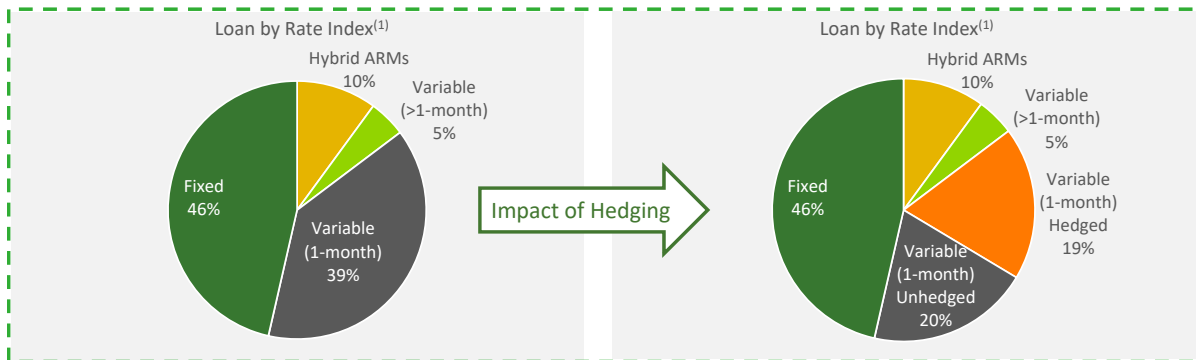 Loan by Rate Index(1)
Hybrid ARMs
10%
Variable
(>1-month)
5%
Fixed
46%
Variable
(1-month)
39%
Impact of Hedging
Loan by Rate Index(1)
Hybrid ARMs
10%
Variable
(>1-month)
5%
Fixed
46%
Variable
(1-month)
Hedged
19%
Variable
(1-month)
Unhedged
20%